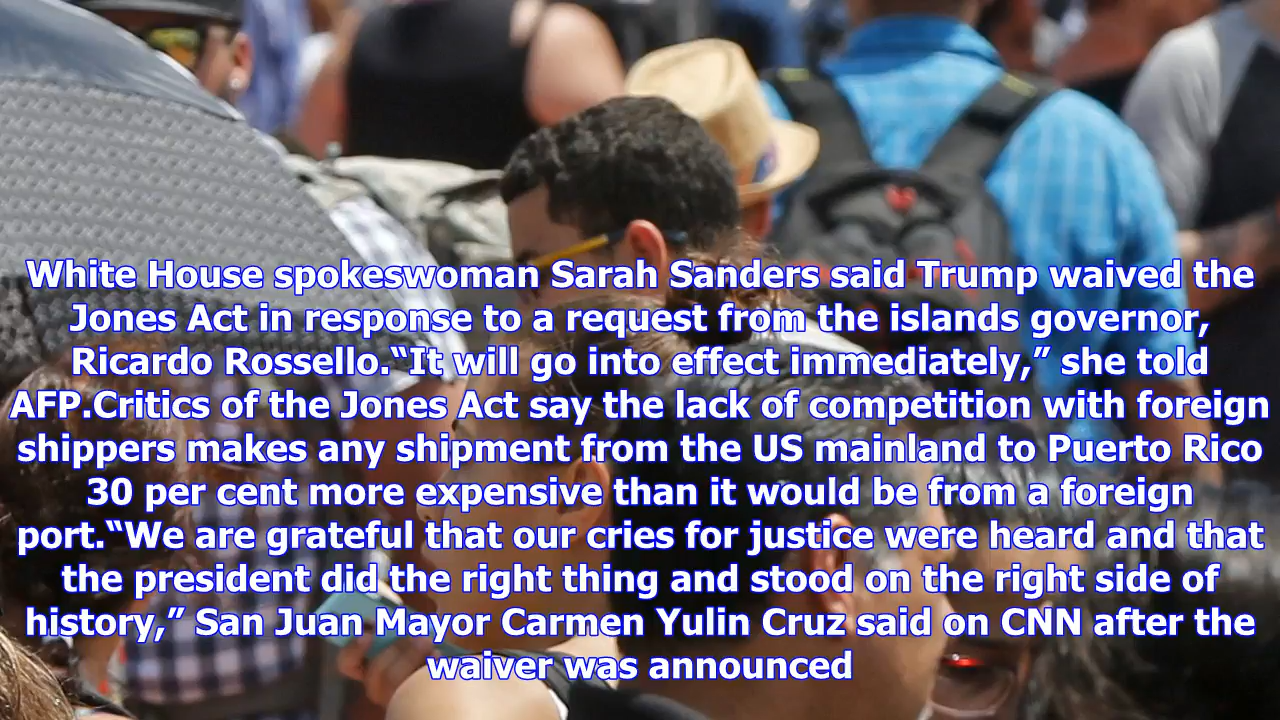 White House spokeswoman Sarah Sanders said Trump waived the
Jones Act in response to a request from the islands governor,
Ricardo Rossello.“It will go into effect immediately,” she told
AFP.Critics of the Jones Act say the lack of competition with foreign
shippers makes any shipment from the US mainland to Puerto Rico
30 per cent more expensive than it would be from a foreign
port.“We are grateful that our cries for justice were heard and that
the president did the right thing and stood on the right side of
history,” San Juan Mayor Carmen Yulin Cruz said on CNN after the
waiver was announced